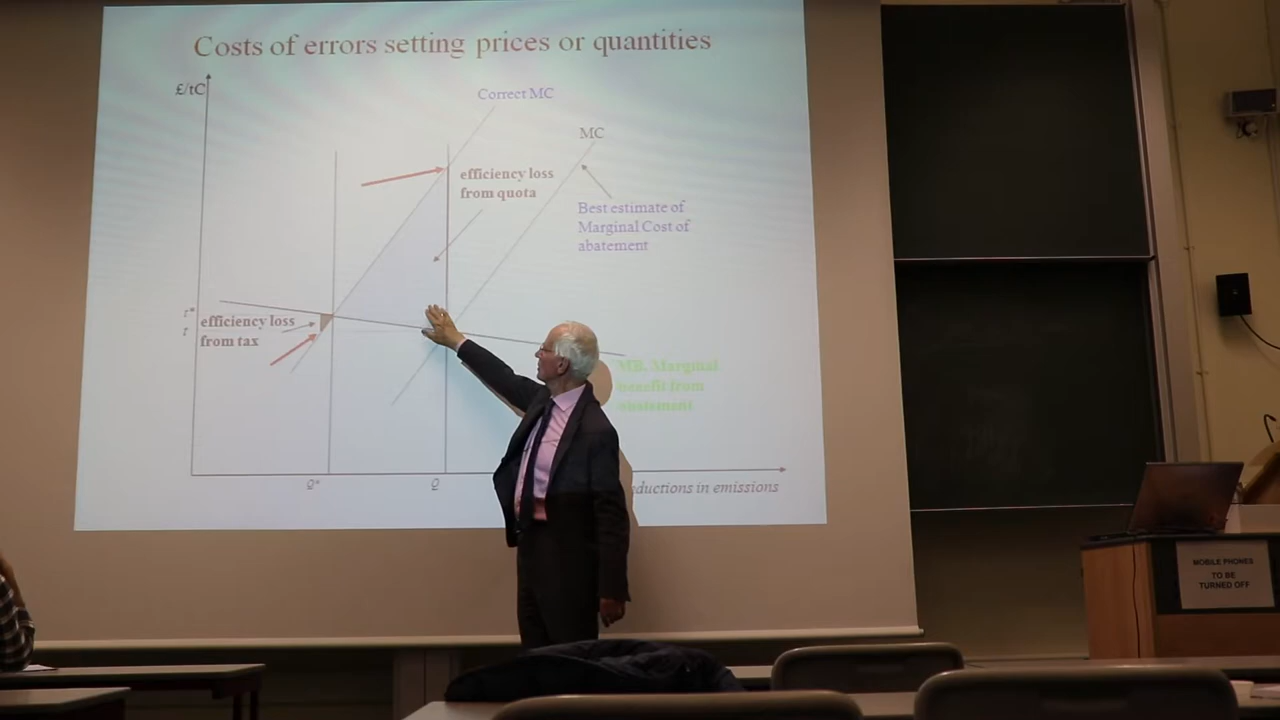 Costs of errors setting prices or quantities
£/tC
Correct MC
MC
efficiency loss
from quota
Best estimate of
Marginal Cost of
abatement
τ*
t
efficiency loss
from tax
MB, Marginal
benefit from
abatement
Q*
Q
ductions in emissions
MOBILE PHONES
TO BE
TURNED OFF